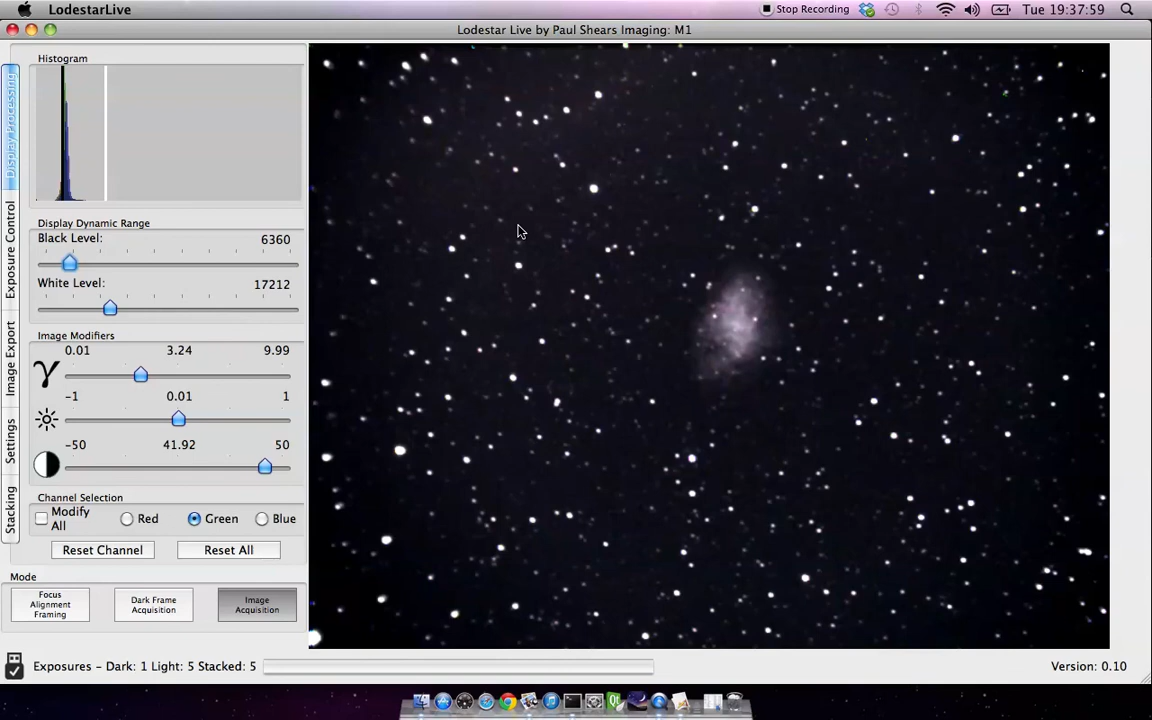 LodestarLive
Stop Recording
Tue 19:37:59
Lodestar Live by Paul Shears Imaging: M1
Display Processing
Exposure Control
Image Export
Settings
Stacking
Histogram
Display Dynamic Range
Black Level: 6360
White Level: 17212
Image Modifiers
0.01 3.24 9.99
γ
-1 0.01 1
-50 41.92 50
Channel Selection
Modify All
Red
Green
Blue
Reset Channel
Reset All
Mode
Focus
Alignment
Framing
Dark Frame
Acquisition
Image
Acquisition
Exposures - Dark: 1 Light: 5 Stacked: 5
Version: 0.10